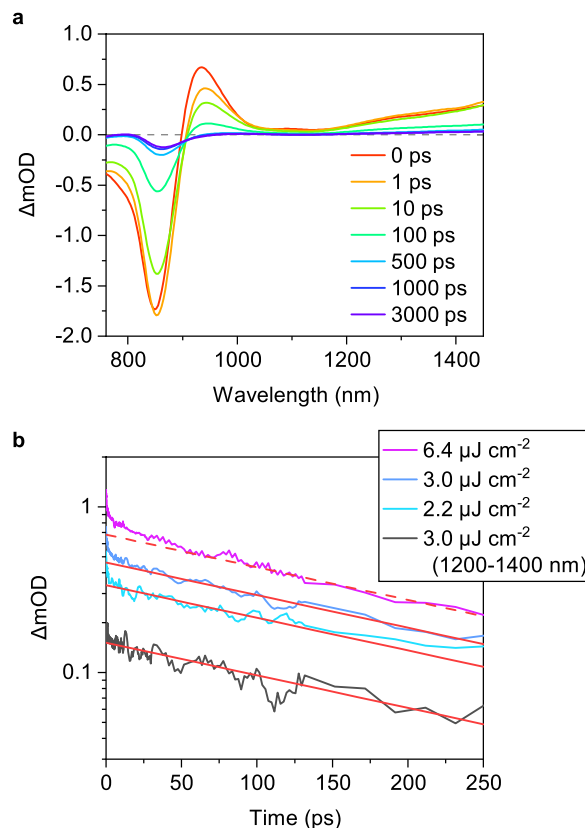 a
1.0
0.5
0.0
-0.5
-1.0
-1.5
-2.0
ΔmOD
0 ps
1 ps
10 ps
100 ps
500 ps
1000 ps
3000 ps
800 1000 1200 1400
Wavelength (nm)
b
6.4 µJ cm⁻²
3.0 µJ cm⁻²
2.2 µJ cm⁻²
3.0 µJ cm⁻²
(1200-1400 nm)
1
0.1
ΔmOD
0 50 100 150 200 250
Time (ps)